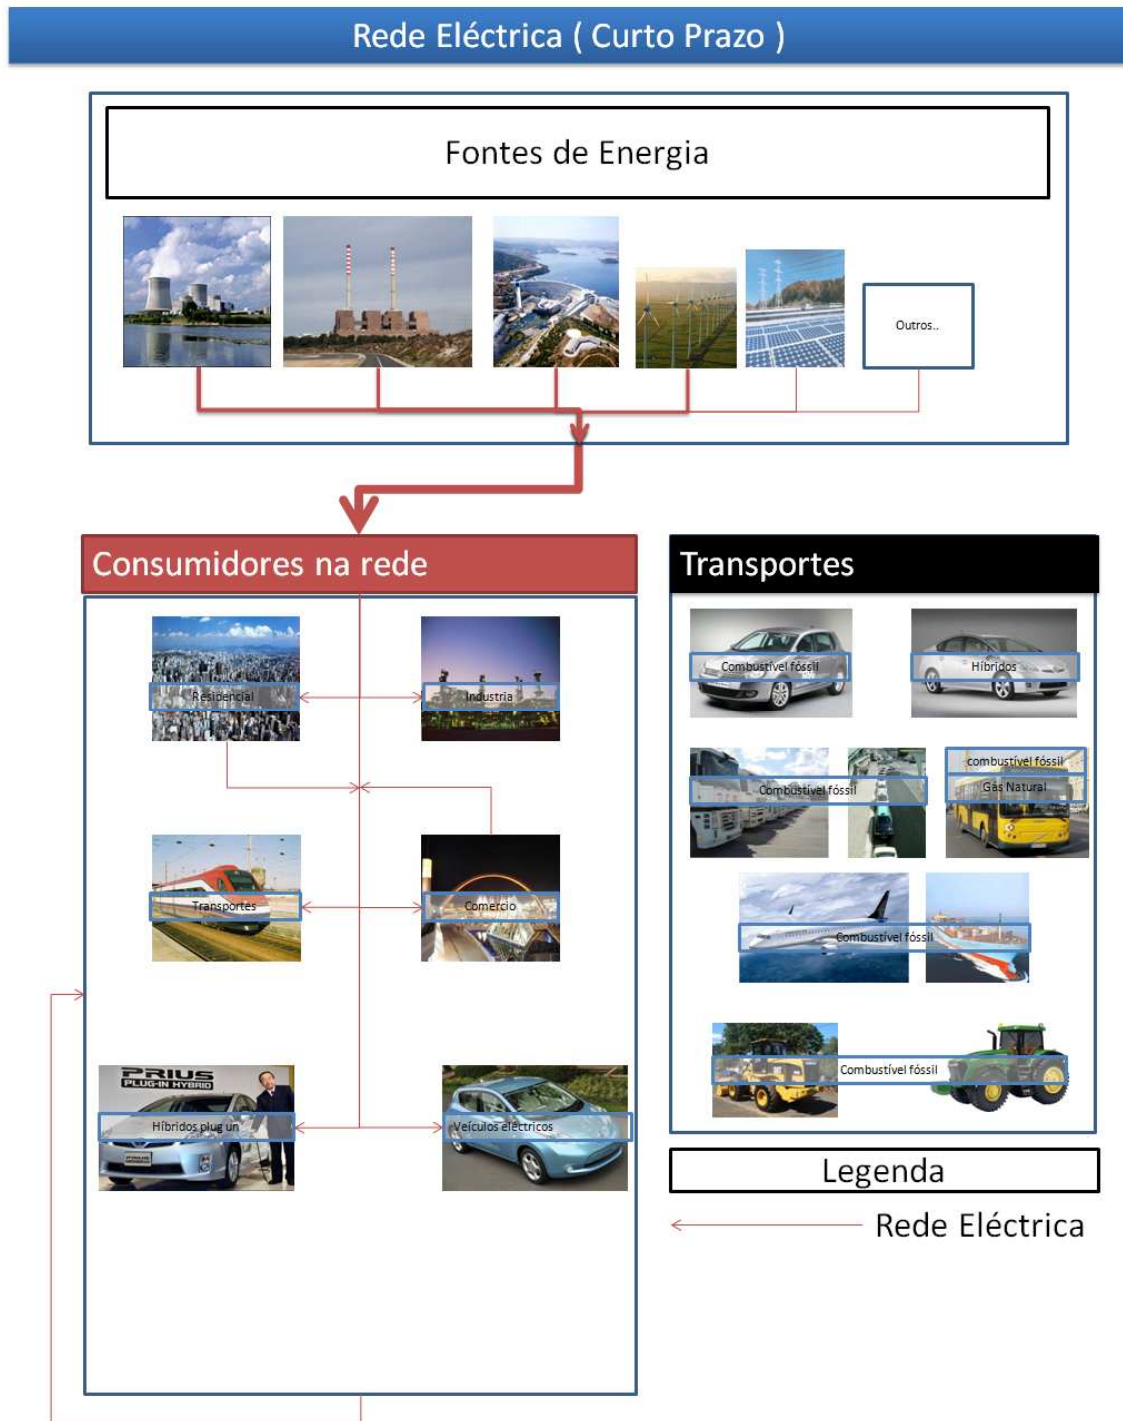 Rede Eléctrica ( Curto Prazo )
Fontes de Energia
Outros..
Consumidores na rede
Residencial
Industria
Transportes
Comercio
PRIUS
PLUG-IN HYBRID
Híbridos plug un
Veículos eléctricos
Transportes
Combustível fóssil
Híbridos
Combustível fóssil
combustível fóssil
Gás Natural
Combustível fóssil
Combustível fóssil
Legenda
Rede Eléctrica